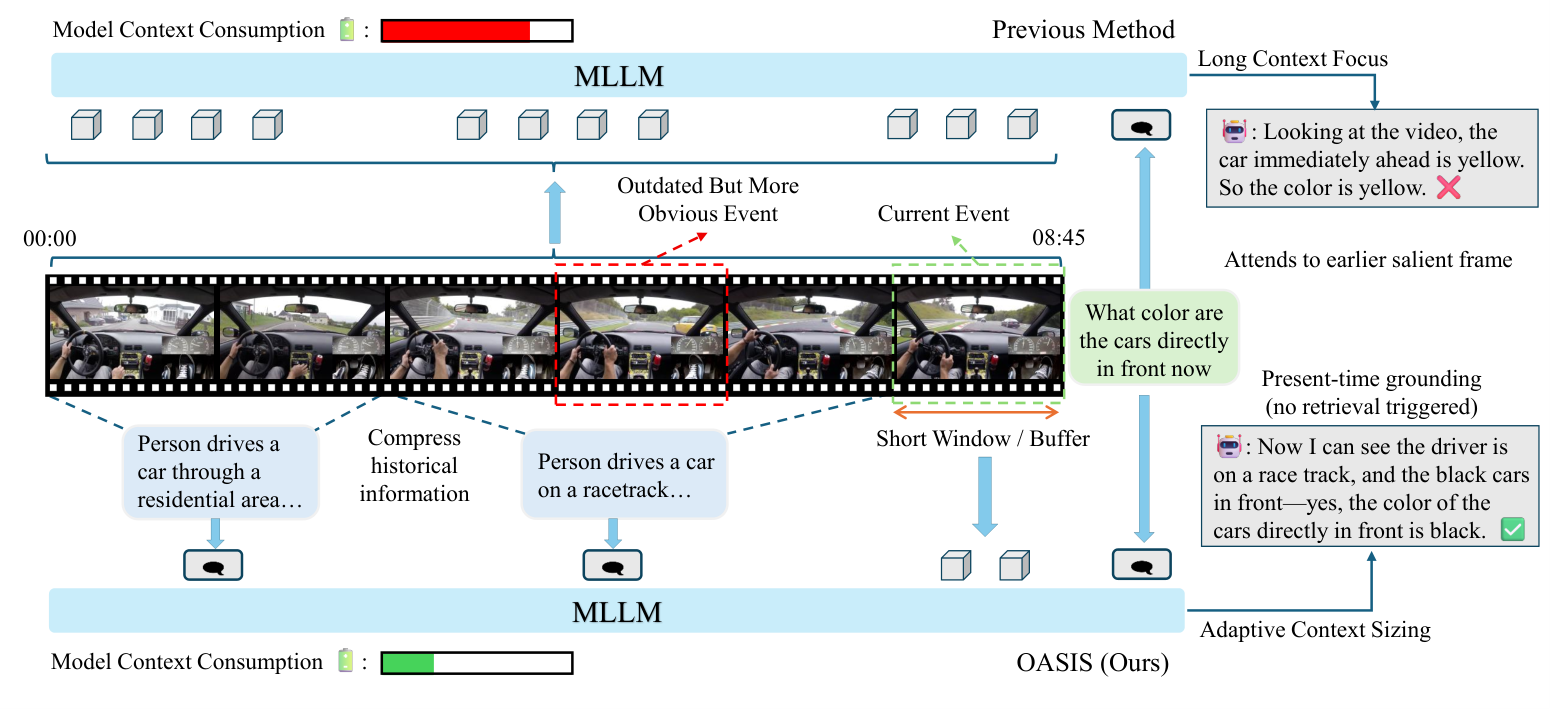 Model Context Consumption :
Previous Method
MLLM
Long Context Focus
: Looking at the video, the
car immediately ahead is yellow.
So the color is yellow.
Outdated But More
Obvious Event
Current Event
00:00
08:45
Attends to earlier salient frame
What color are
the cars directly
in front now
Present-time grounding
(no retrieval triggered)
Person drives a
car through a
residential area…
Compress
historical
information
Person drives a car
on a racetrack…
Short Window / Buffer
: Now I can see the driver is
on a race track, and the black cars
in front—yes, the color of the
cars directly in front is black.
MLLM
Adaptive Context Sizing
Model Context Consumption :
OASIS (Ours)